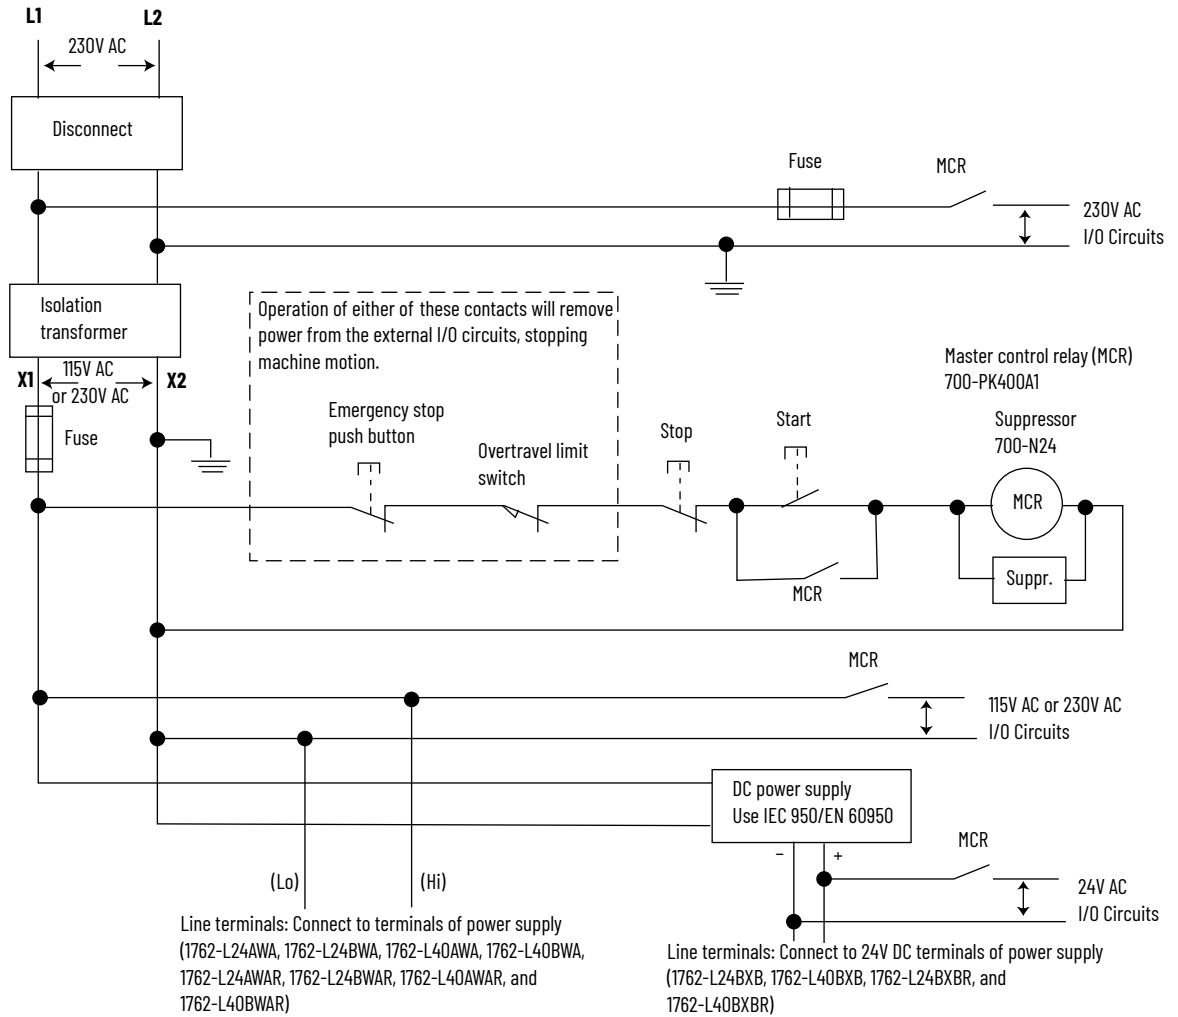 L1
L2
230V AC
Disconnect
Fuse
MCR
230V AC
I/O Circuits
Isolation
transformer
Operation of either of these contacts will remove
power from the external I/O circuits, stopping
machine motion.
X1
115V AC
or 230V AC
X2
Fuse
Master control relay (MCR)
700-PK400A1
Suppressor
700-N24
Emergency stop
push button
Overtravel limit
switch
Stop
Start
MCR
Suppr.
MCR
MCR
115V AC or 230V AC
I/O Circuits
DC power supply
Use IEC 950/EN 60950
–
+
MCR
24V AC
I/O Circuits
(Lo)
(Hi)
Line terminals: Connect to terminals of power supply
(1762-L24AWA, 1762-L24BWA, 1762-L40AWA, 1762-L40BWA,
1762-L24AWAR, 1762-L24BWAR, 1762-L40AWAR, and
1762-L40BWAR)
Line terminals: Connect to 24V DC terminals of power supply
(1762-L24BXB, 1762-L40BXB, 1762-L24BXBR, and
1762-L40BXBR)